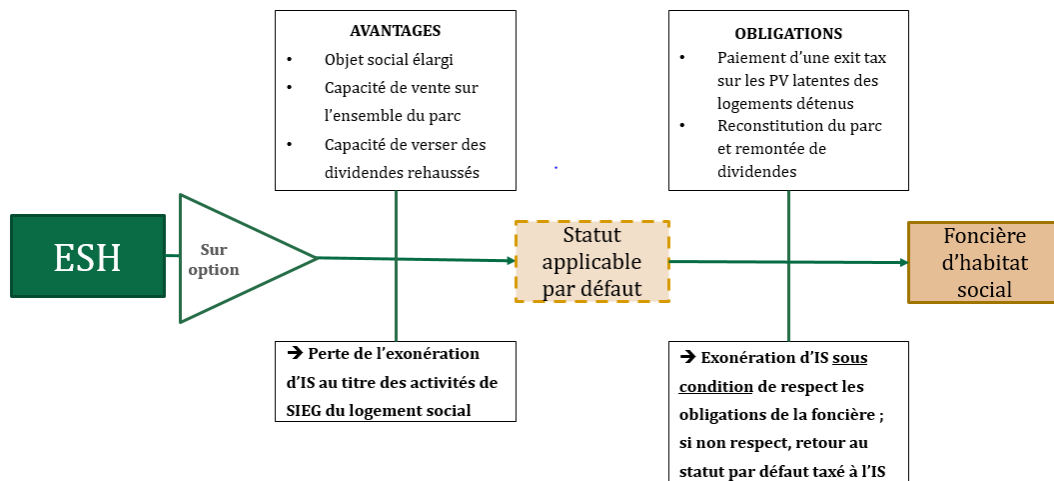 AVANTAGES
• Objet social élargi
• Capacité de vente sur
l’ensemble du parc
• Capacité de verser des
dividendes rehaussés
OBLIGATIONS
• Paiement d’une exit tax
sur les PV latentes des
logements détenus
• Reconstitution du parc
et remontée de
dividendes
ESH
Sur
option
Statut
applicable
par défaut
Foncière
d’habitat
social
➔ Perte de l’exonération
d’IS au titre des activités de
SIEG du logement social
➔ Exonération d’IS sous
condition de respect les
obligations de la foncière ;
si non respect, retour au
statut par défaut taxé à l’IS